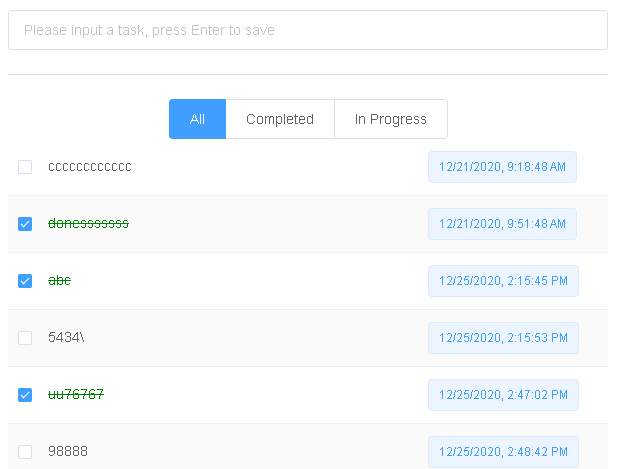 Please input a task, press Enter to save
All Completed In Progress
cccccccccccc 12/21/2020, 9:18:48 AM
donesssssss 12/21/2020, 9:51:48 AM
abc 12/25/2020, 2:15:45 PM
5434\ 12/25/2020, 2:15:53 PM
uu76767 12/25/2020, 2:47:02 PM
98888 12/25/2020, 2:48:42 PM